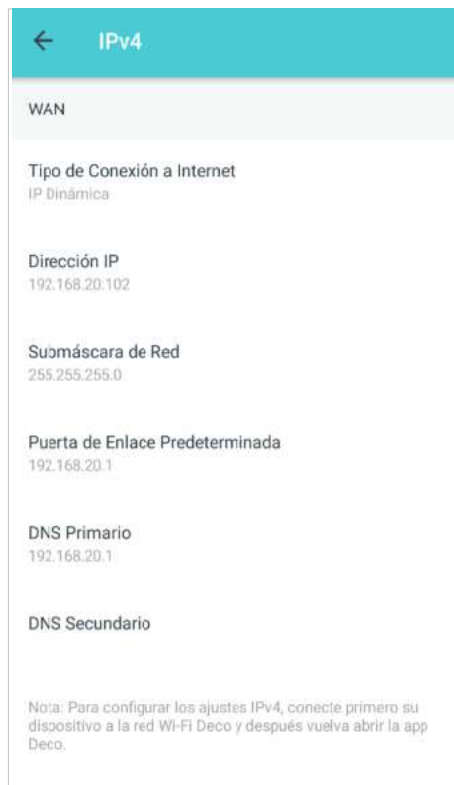 IPv4
WAN
Tipo de Conexión a Internet
IP Dinámica
Dirección IP
192.168.20.102
Submáscara de Red
255.255.255.0
Puerta de Enlace Predeterminada
192.168.20.1
DNS Primario
192.168.20.1
DNS Secundario
Nota: Para configurar los ajustes IPv4, conecte primero su
dispositivo a la red Wi-Fi Deco y después vuelva abrir la app
Deco.